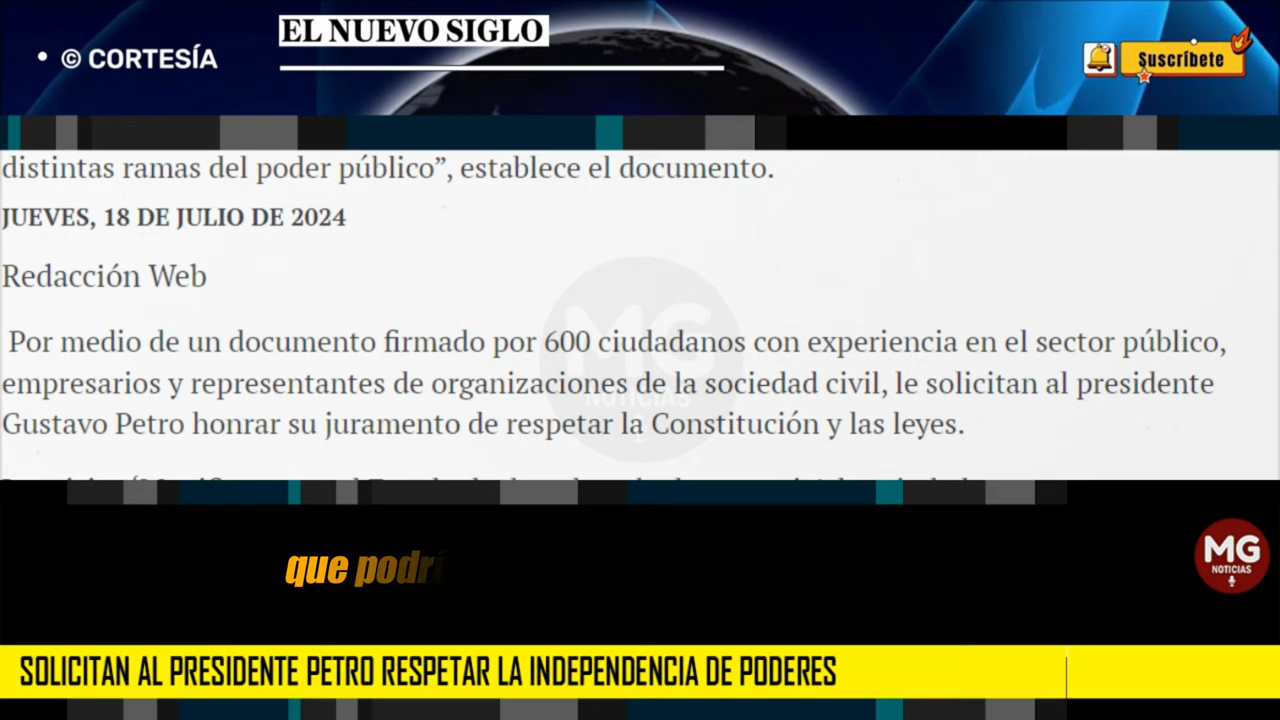 EL NUEVO SIGLO
• © CORTESÍA
Suscríbete
distintas ramas del poder público”, establece el documento.
JUEVES, 18 DE JULIO DE 2024
Redacción Web
Por medio de un documento firmado por 600 ciudadanos con experiencia en el sector público,
empresarios y representantes de organizaciones de la sociedad civil, le solicitan al presidente
Gustavo Petro honrar su juramento de respetar la Constitución y las leyes.
MG
NOTICIAS
que podrí
MG
NOTICIAS
SOLICITAN AL PRESIDENTE PETRO RESPETAR LA INDEPENDENCIA DE PODERES